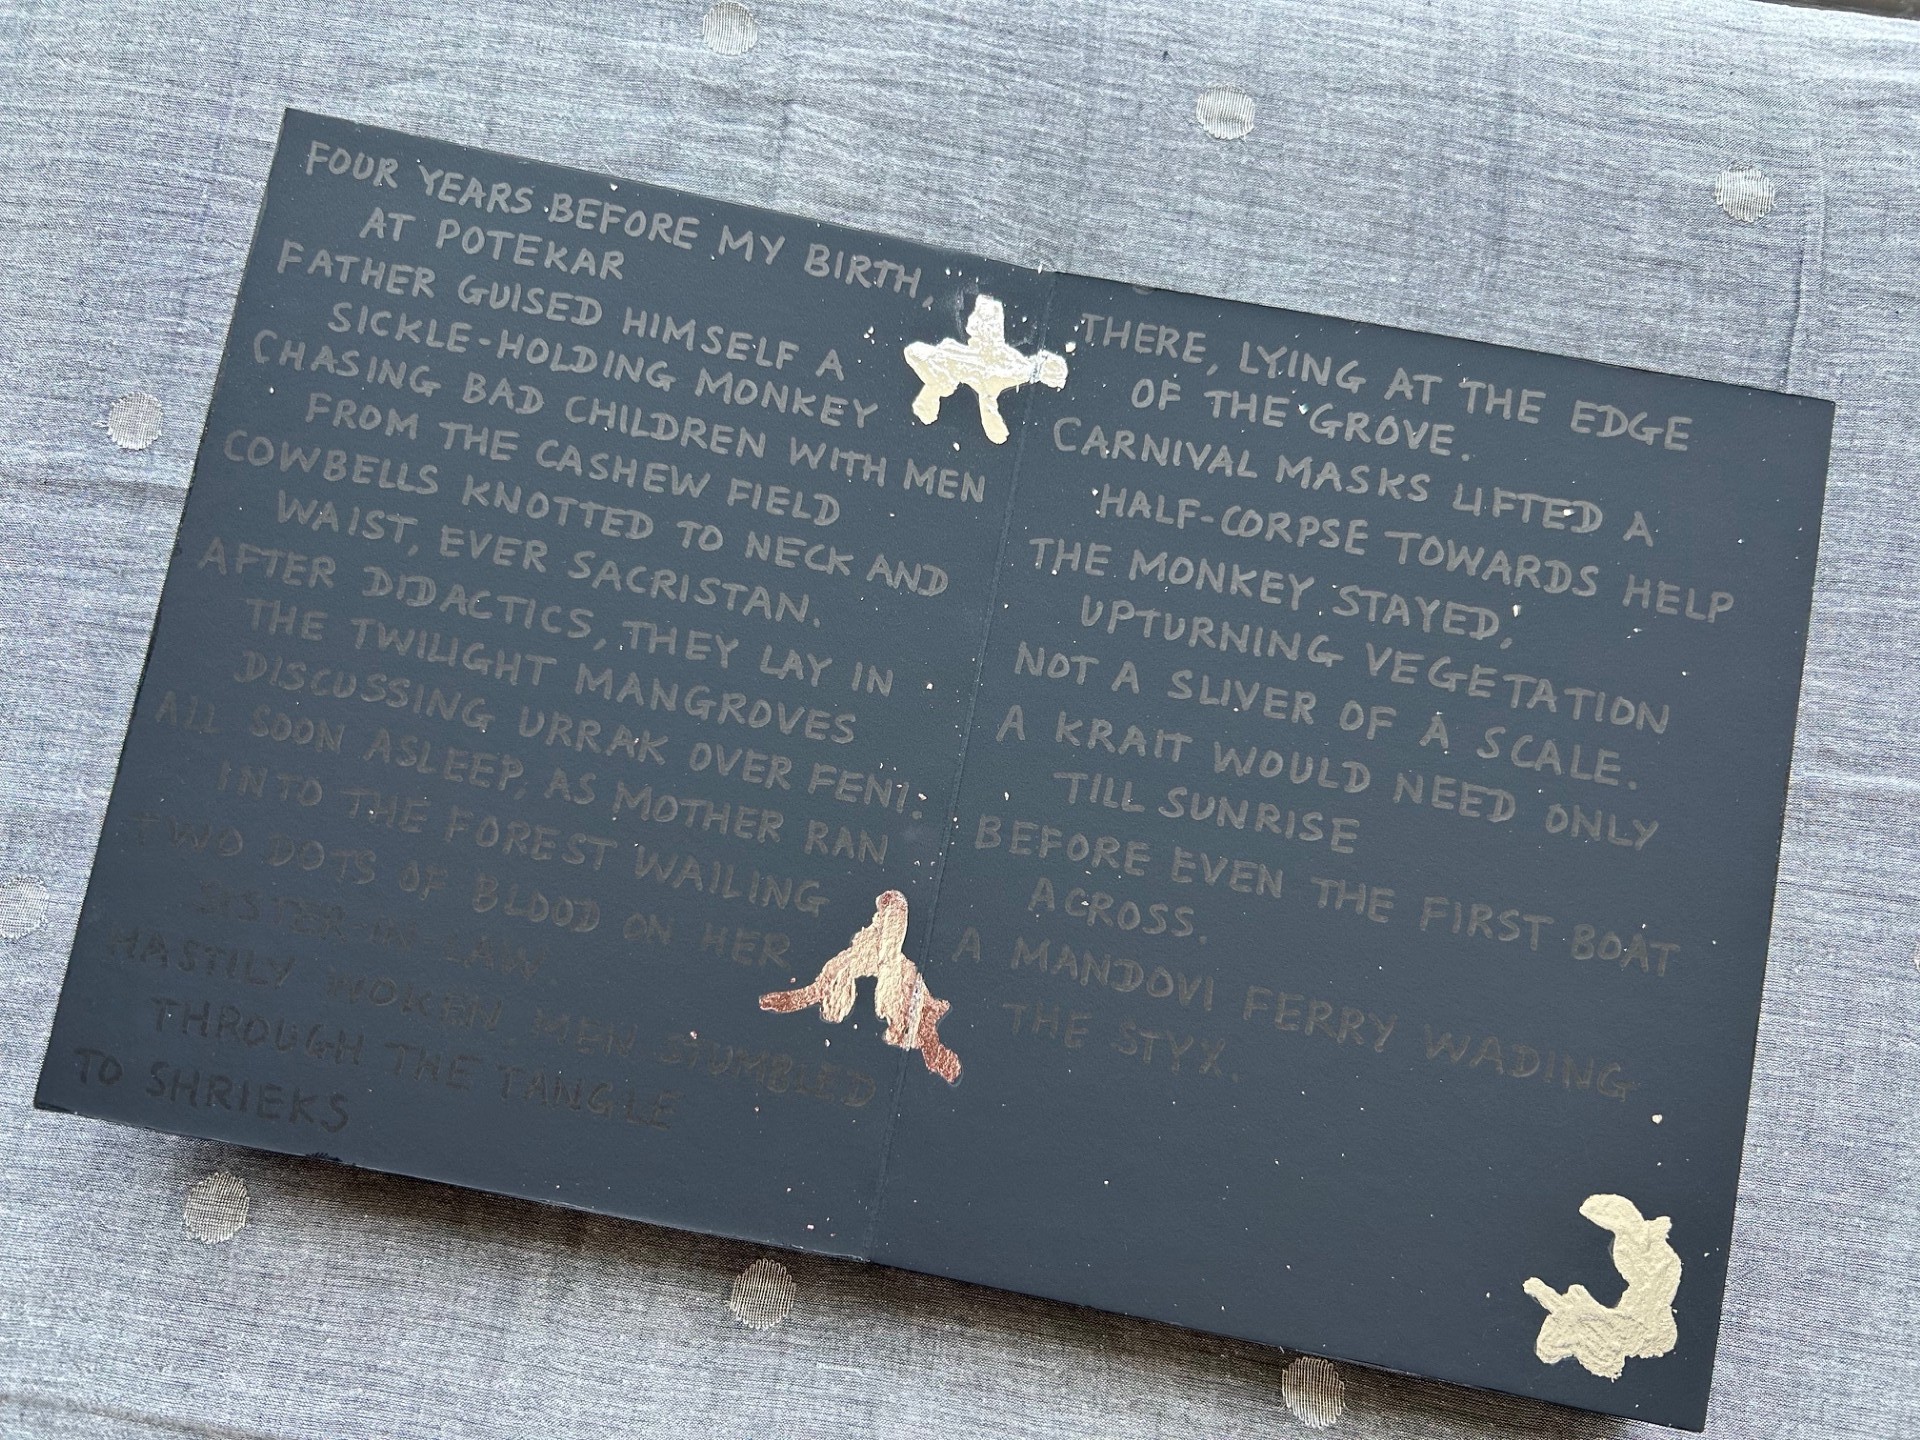 FOUR YEARS BEFORE MY BIRTH,
AT POTEKAR
FATHER GUISED HIMSELF A
SICKLE-HOLDING MONKEY
CHASING BAD CHILDREN WITH MEN
FROM THE CASHEW FIELD
COWBELLS KNOTTED TO NECK AND
WAIST, EVER SACRISTAN.
AFTER DIDACTICS, THEY LAY IN
THE TWILIGHT MANGROVES
DISCUSSING URRAK OVER FENI.
ALL SOON ASLEEP, AS MOTHER RAN
INTO THE FOREST WAILING
TWO DOTS OF BLOOD ON HER
SISTER-IN LAW
HASTILY WOKEN MEN STUMBLED
THROUGH THE TANGLE
TO SHRIEKS
THERE, LYING AT THE EDGE
OF THE GROVE.
CARNIVAL MASKS LIFTED A
HALF-CORPSE TOWARDS HELP
THE MONKEY STAYED,
UPTURNING VEGETATION
NOT A SLIVER OF A SCALE.
A KRAIT WOULD NEED ONLY
TILL SUNRISE
BEFORE EVEN THE FIRST BOAT
ACROSS.
A MANDOVI FERRY WADING
THE STYX.